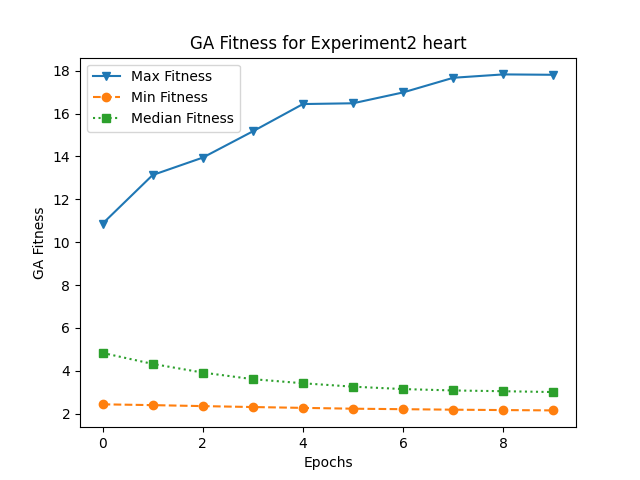 GA Fitness for Experiment2 heart
Max Fitness
Min Fitness
Median Fitness
GA Fitness
18
16
14
12
10
8
6
4
2
0 2 4 6 8
Epochs